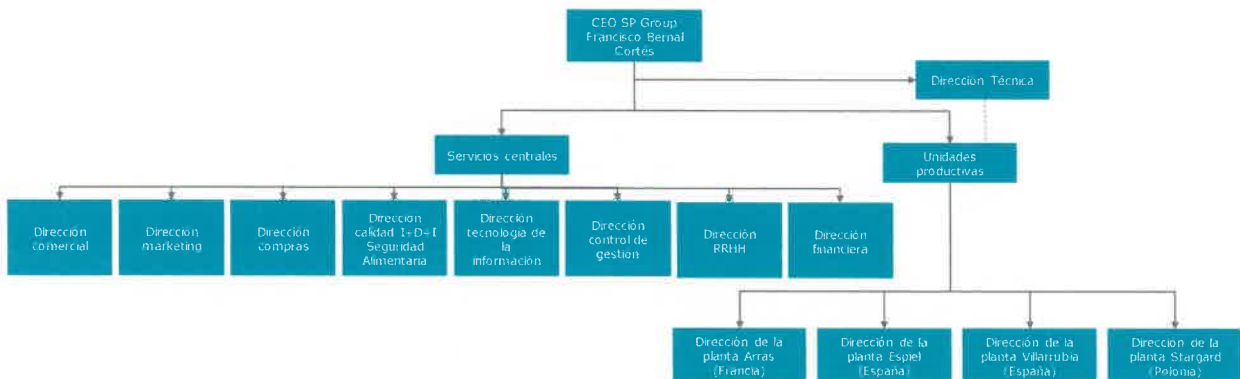 CEO SP Group
Francisco Bernal
Cortés
Dirección Técnica
Servicios centrales
Unidades
productivas
Dirección
comercial
Dirección
marketing
Dirección
compras
Dirección
calidad I+D+I
Seguridad
Alimentaria
Dirección
tecnología de
la
información
Dirección
control de
gestión
Dirección
RRHH
Dirección
financiera
Dirección de la
planta Arras
(Francia)
Dirección de la
planta Espiel
(España)
Dirección de la
planta Villarrubia
(España)
Dirección de la
planta Stargard
(Polonia)